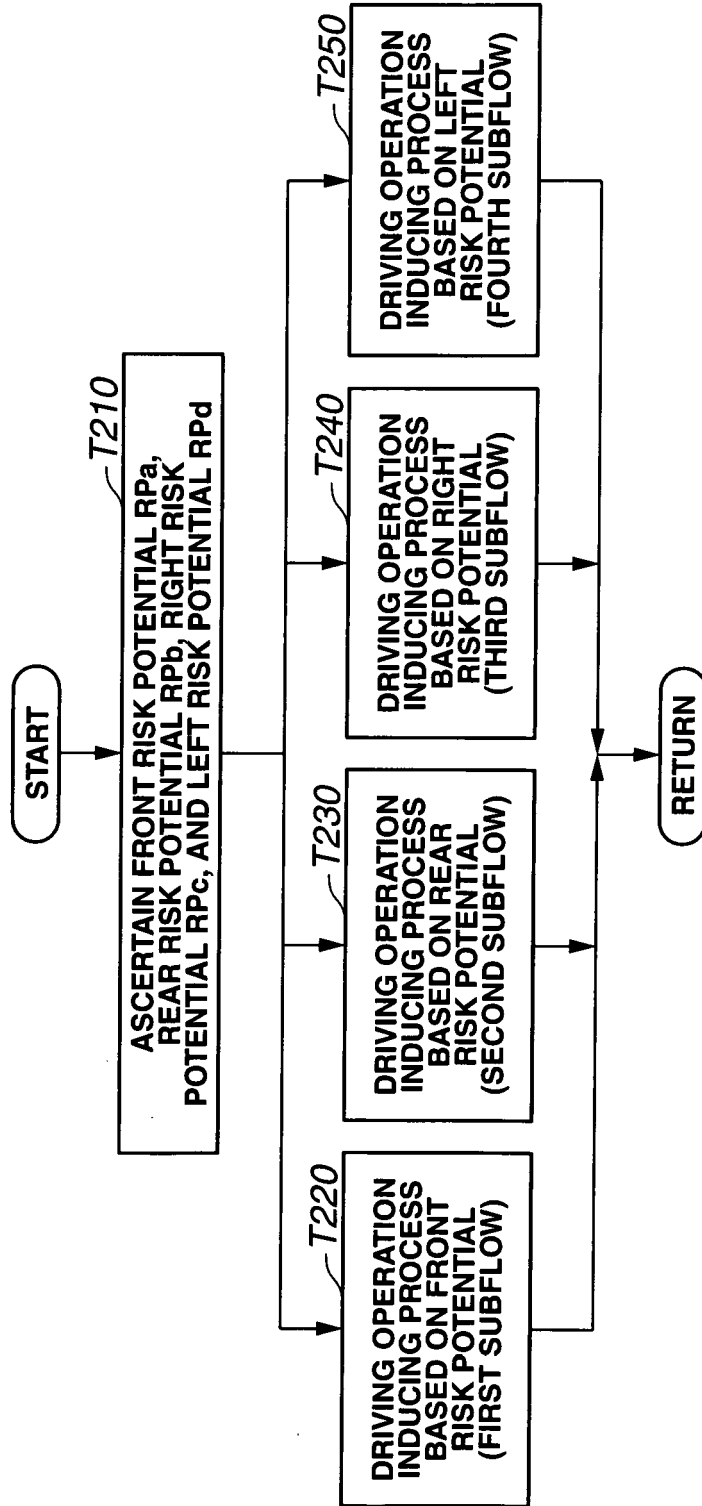 START
T210
ASCERTAIN FRONT RISK POTENTIAL RPa,
REAR RISK POTENTIAL RPb, RIGHT RISK
POTENTIAL RPc, AND LEFT RISK POTENTIAL RPd
T220
DRIVING OPERATION
INDUCING PROCESS
BASED ON FRONT
RISK POTENTIAL
(FIRST SUBFLOW)
T230
DRIVING OPERATION
INDUCING PROCESS
BASED ON REAR
RISK POTENTIAL
(SECOND SUBFLOW)
T240
DRIVING OPERATION
INDUCING PROCESS
BASED ON RIGHT
RISK POTENTIAL
(THIRD SUBFLOW)
T250
DRIVING OPERATION
INDUCING PROCESS
BASED ON LEFT
RISK POTENTIAL
(FOURTH SUBFLOW)
RETURN